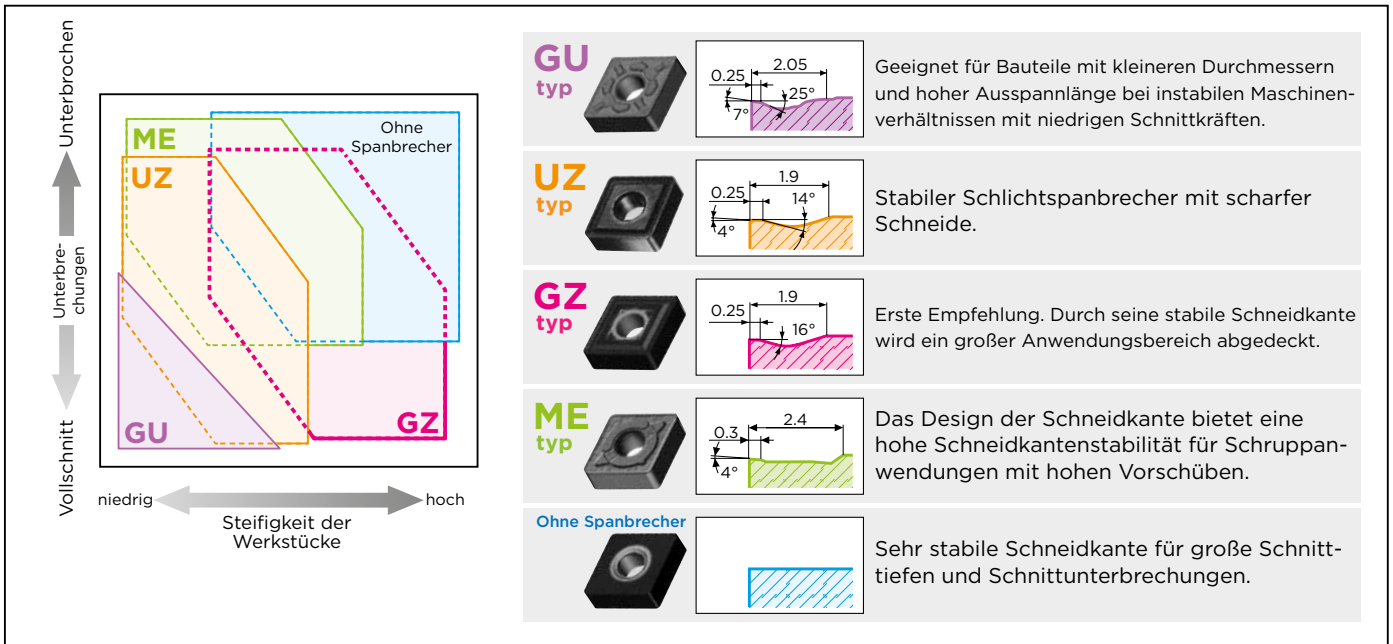 Unterbrochen
Unterbre-
chungen
Vollschnitt
ME
UZ
Ohne
Spanbrecher
GU
GZ
niedrig
hoch
Steifigkeit der
Werkstücke
GU
typ
0.25
2.05
25°
7°
Geeignet für Bauteile mit kleineren Durchmessern
und hoher Ausspannlänge bei instabilen Maschinen-
verhältnissen mit niedrigen Schnittkräften.
UZ
typ
0.25
1.9
14°
4°
Stabiler Schlichtspanbrecher mit scharfer
Schneide.
GZ
typ
0.25
1.9
16°
Erste Empfehlung. Durch seine stabile Schneidkante
wird ein großer Anwendungsbereich abgedeckt.
ME
typ
0.3
2.4
4°
Das Design der Schneidkante bietet eine
hohe Schneidkantenstabilität für Schruppan-
wendungen mit hohen Vorschüben.
Ohne Spanbrecher
Sehr stabile Schneidkante für große Schnitt-
tiefen und Schnittunterbrechungen.